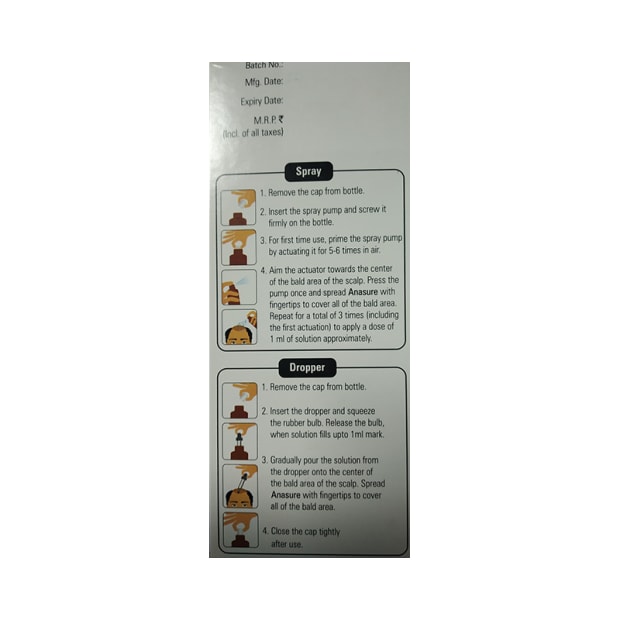 Batch No.:
Mfg. Date:
Expiry Date:
M.R.P. ₹
(Incl. of all taxes)
Spray
1. Remove the cap from bottle.
2. Insert the spray pump and screw it
firmly on the bottle.
3. For first time use, prime the spray pump
by actuating it for 5-6 times in air.
4. Aim the actuator towards the center
of the bald area of the scalp. Press the
pump once and spread Anasure with
fingertips to cover all of the bald area.
Repeat for a total of 3 times (including
the first actuation) to apply a dose of
1 ml of solution approximately.
Dropper
1. Remove the cap from bottle.
2. Insert the dropper and squeeze
the rubber bulb. Release the bulb,
when solution fills upto 1ml mark.
3. Gradually pour the solution from
the dropper onto the center of
the bald area of the scalp. Spread
Anasure with fingertips to cover
all of the bald area.
4. Close the cap tightly
after use.